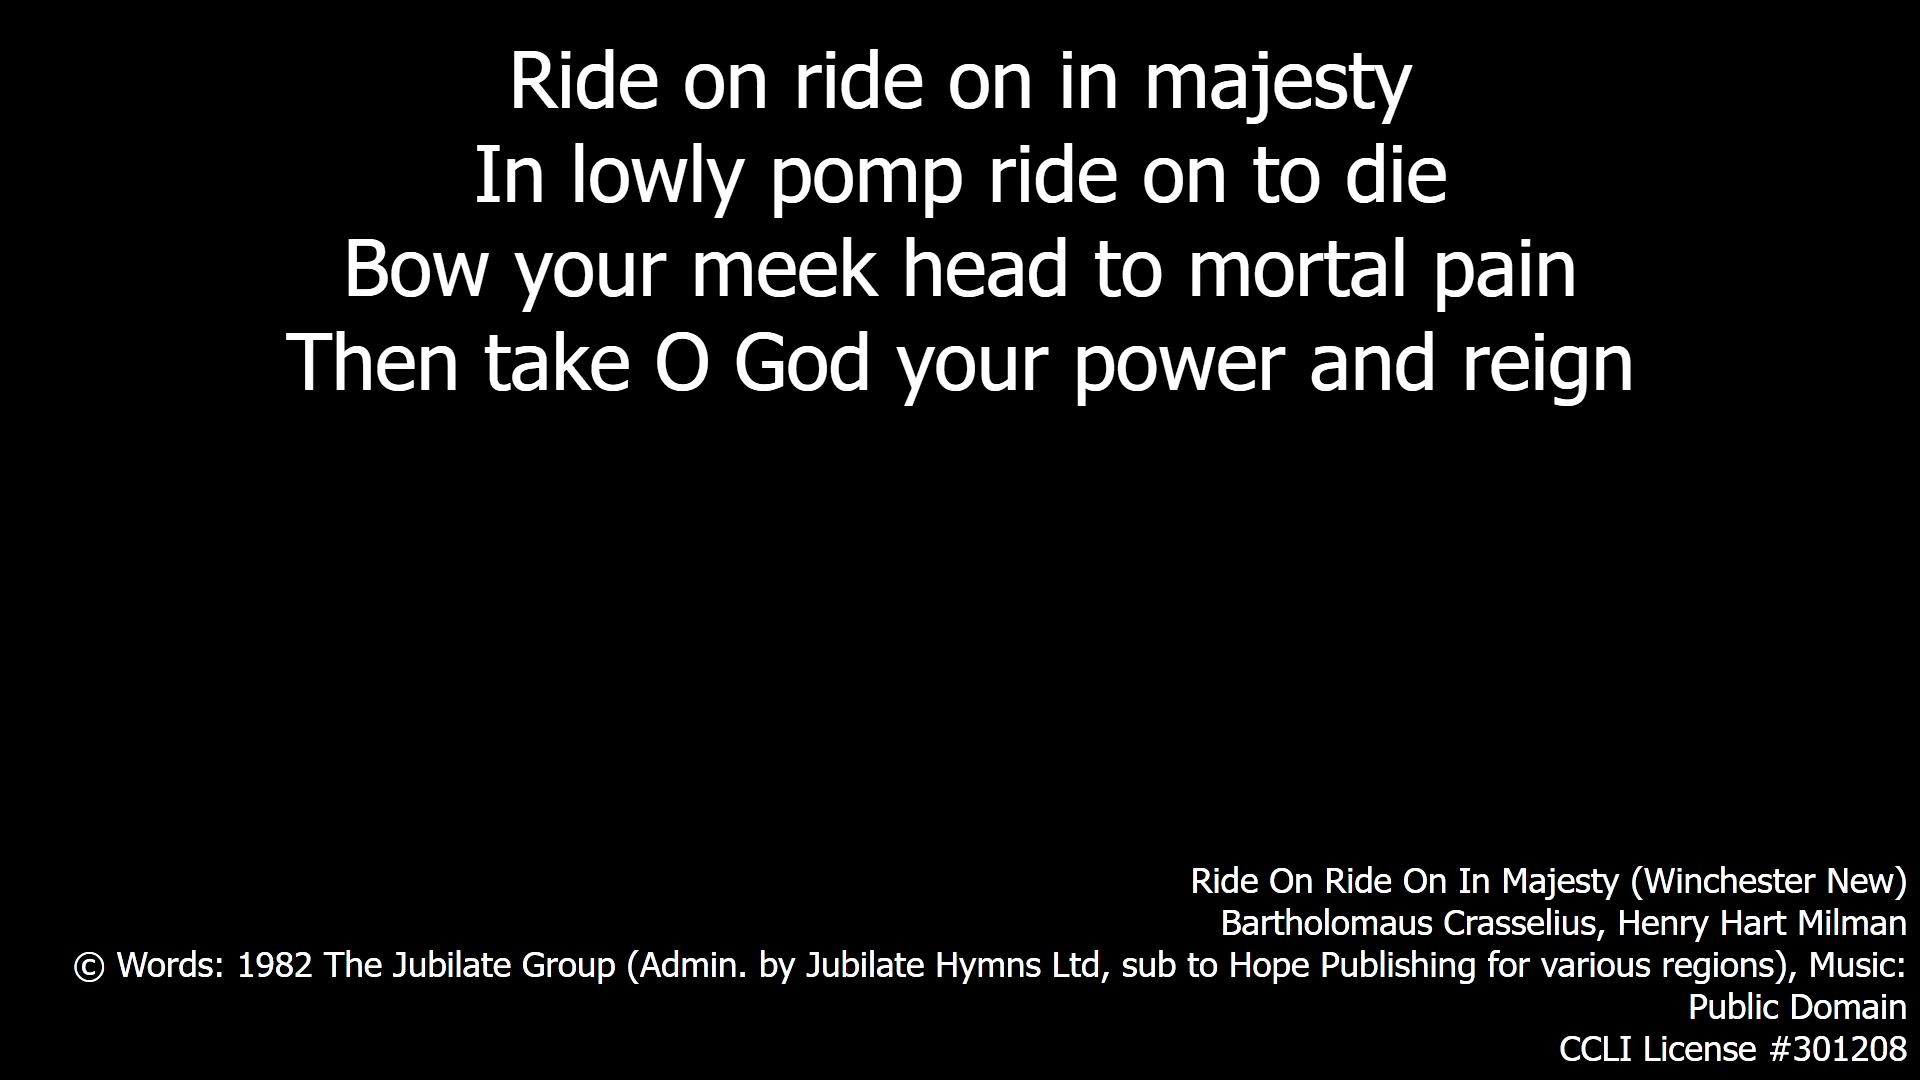 Ride on ride on in majesty
In lowly pomp ride on to die
Bow your meek head to mortal pain
Then take O God your power and reign
Ride On Ride On In Majesty (Winchester New)
Bartholomaus Crasselius, Henry Hart Milman
© Words: 1982 The Jubilate Group (Admin. by Jubilate Hymns Ltd, sub to Hope Publishing for various regions), Music:
Public Domain
CCLI License #301208